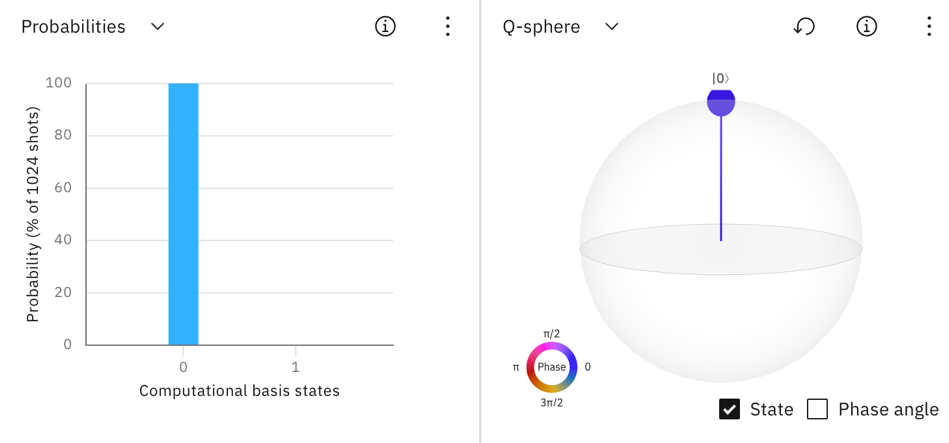 Probabilities
Probability (% of 1024 shots)
100
80
60
40
20
0
0 1
Computational basis states
Q-sphere
|0⟩
π/2
π Phase 0
3π/2
State Phase angle